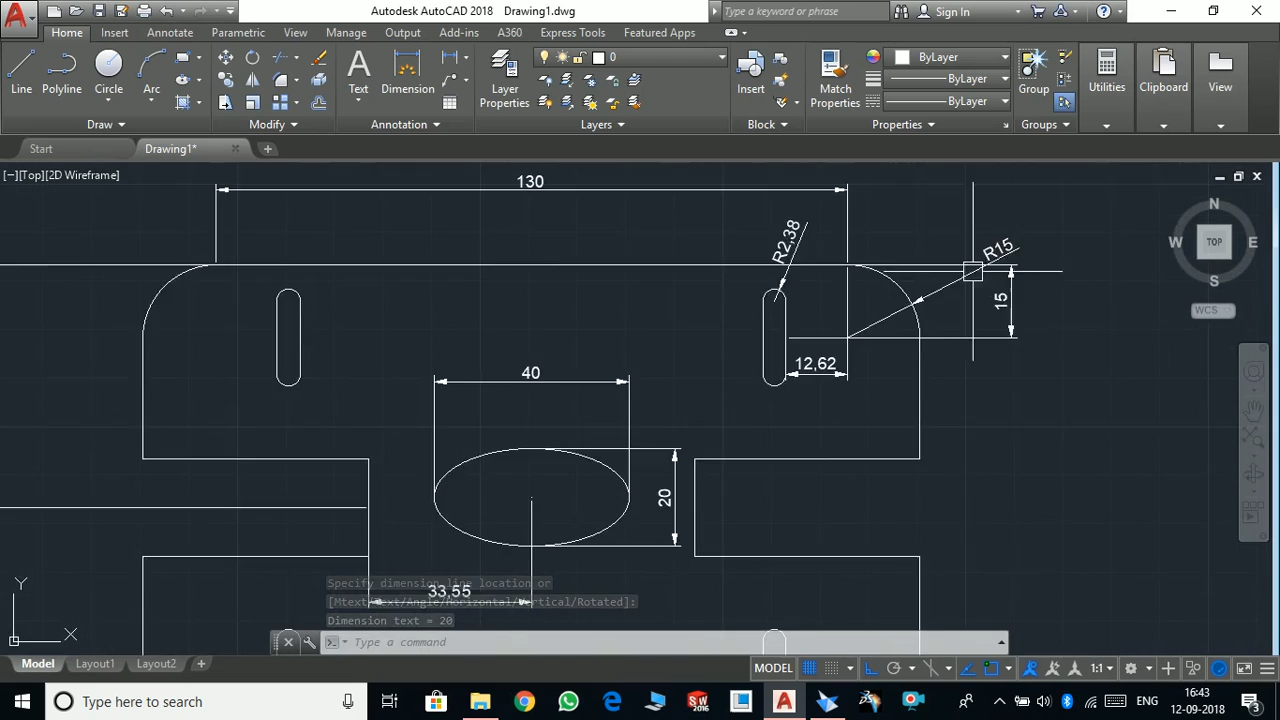 Autodesk AutoCAD 2018 Drawing1.dwg
Type a keyword or phrase
Sign In
Home Insert Annotate Parametric View Manage Output Add-ins A360 Express Tools Featured Apps
Line Polyline Circle Arc
Text Dimension
Layer Properties
0
Insert
Match Properties
ByLayer
ByLayer
ByLayer
Group
Utilities
Clipboard
View
Draw Modify Annotation Layers Block Properties Groups
Start Drawing1*
[−][Top][2D Wireframe]
130
R2,38
R15
15
12,62
40
20
33,55
N
W TOP E
S
WCS
Y
X
Specify dimension line location or
[Mtext/Text/Angle/Horizontal/Vertical/Rotated]:
Dimension text = 20
Type a command
Model Layout1 Layout2
MODEL
1:1
Type here to search
SW
2016
ENG
16:43
12-09-2018
3